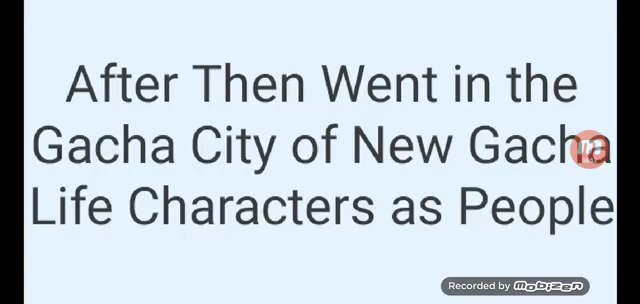 After Then Went in the
Gacha City of New Gacha
Life Characters as People
Recorded by mobizen